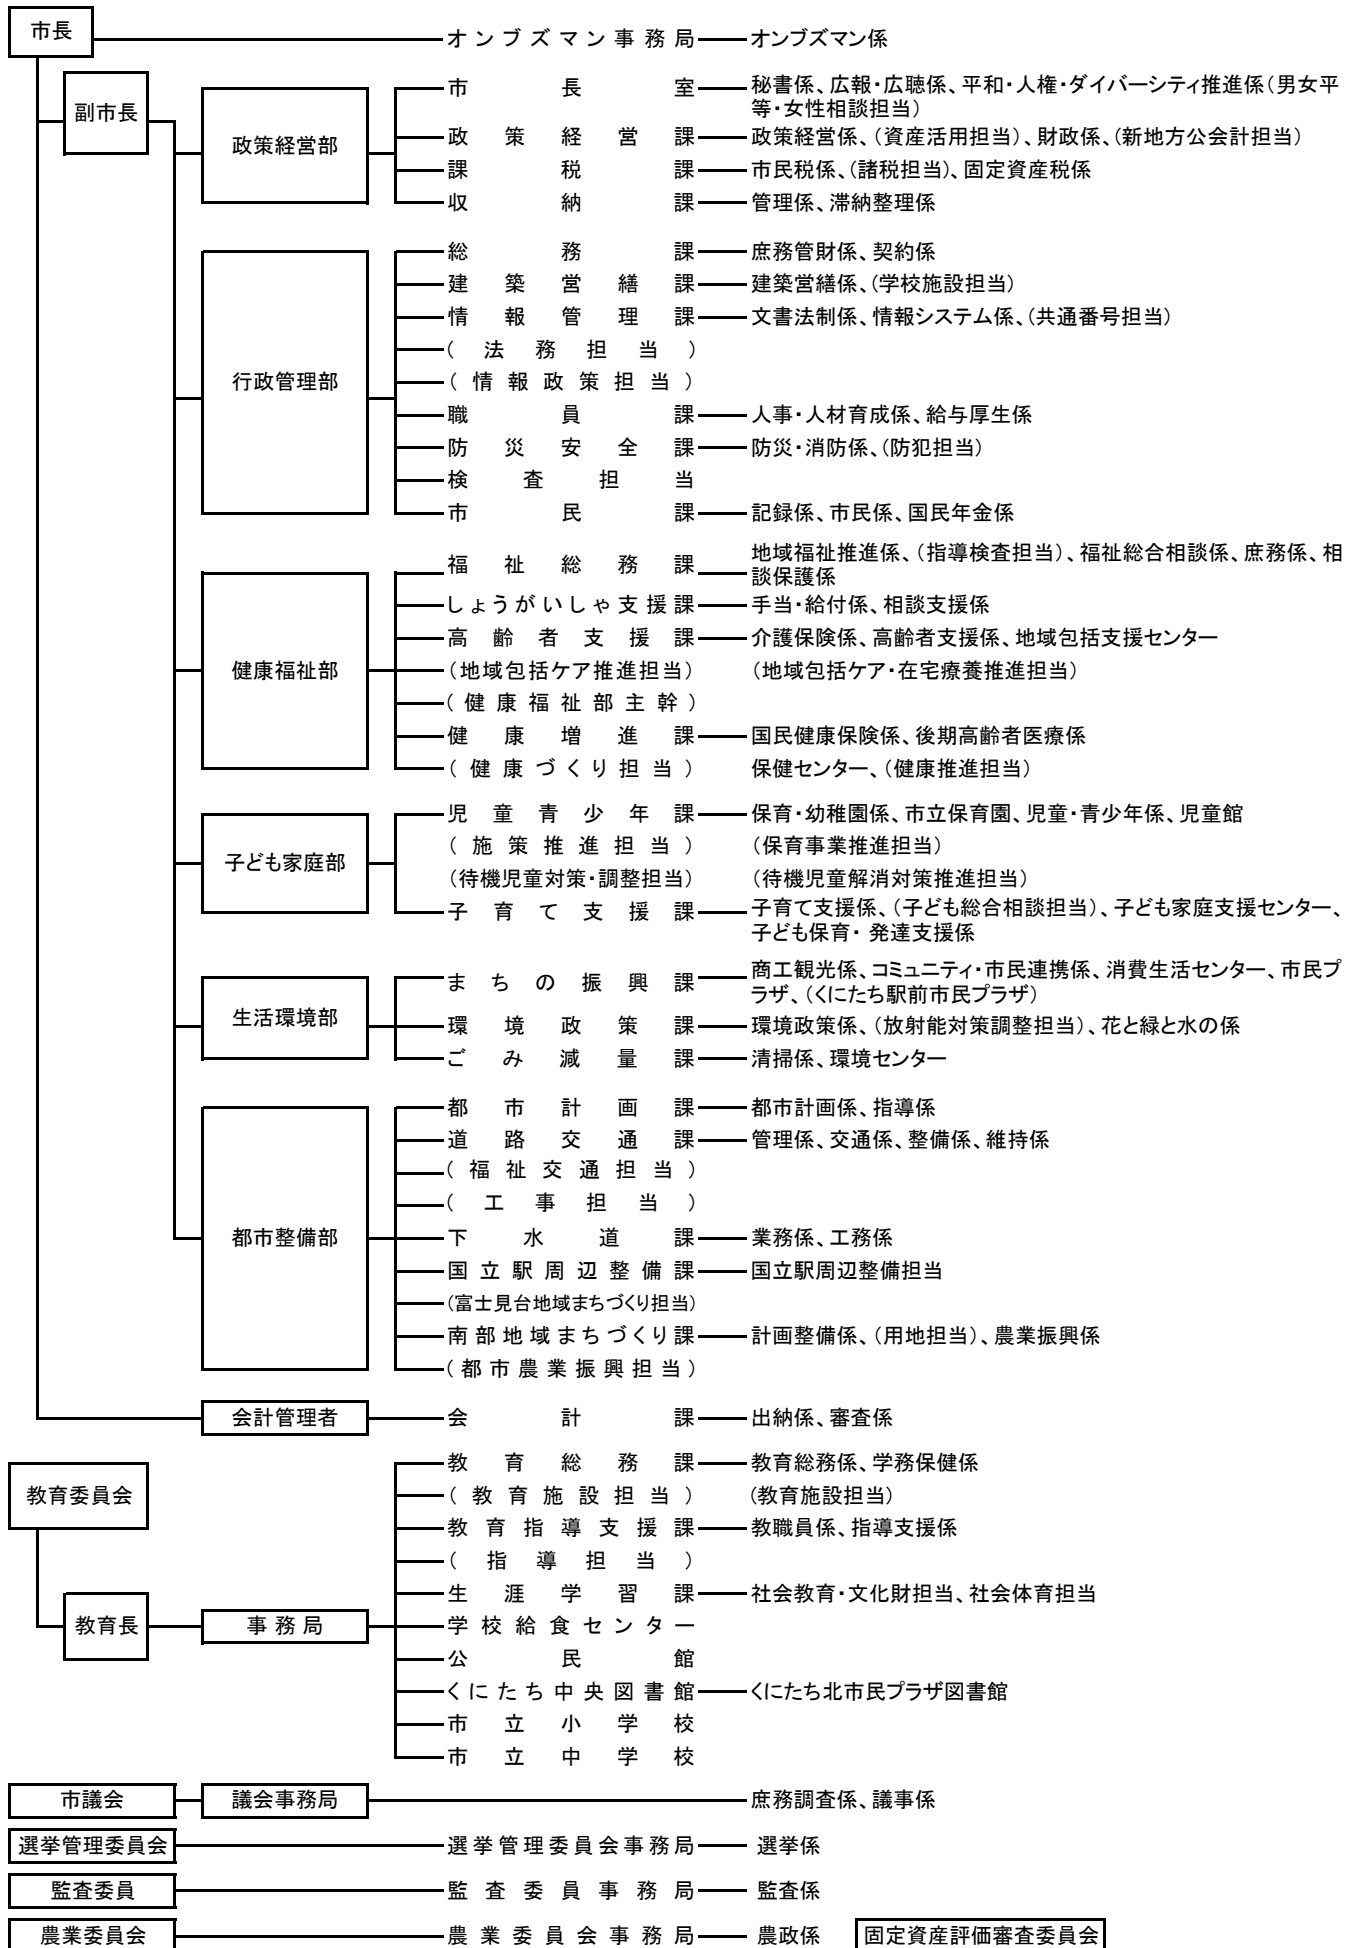 市長
オンブズマン事務局 オンブズマン係
副市長
政策経営部
市長室 秘書係、広報・広聴係、平和・人権・ダイバーシティ推進係(男女平
等・女性相談担当)
政策経営課 政策経営係、(資産活用担当)、財政係、(新地方公会計担当)
課税課 市民税係、(諸税担当)、固定資産税係
収納課 管理係、滞納整理係
行政管理部
総務課 庶務管財係、契約係
建築営繕課 建築営繕係、(学校施設担当)
情報管理課 文書法制係、情報システム係、(共通番号担当)
(法務担当)
(情報政策担当)
職員課 人事・人材育成係、給与厚生係
防災安全課 防災・消防係、(防犯担当)
検査担当
市民課 記録係、市民係、国民年金係
健康福祉部
福祉総務課 地域福祉推進係、(指導検査担当)、福祉総合相談係、庶務係、相
談保護係
しょうがいしゃ支援課 手当・給付係、相談支援係
高齢者支援課 介護保険係、高齢者支援係、地域包括支援センター
(地域包括ケア推進担当) (地域包括ケア・在宅療養推進担当)
(健康福祉部主幹)
健康増進課 国民健康保険係、後期高齢者医療係
(健康づくり担当) 保健センター、(健康推進担当)
子ども家庭部
児童青少年課 保育・幼稚園係、市立保育園、児童・青少年係、児童館
(施策推進担当) (保育事業推進担当)
(待機児童対策・調整担当) (待機児童解消対策推進担当)
子育て支援課 子育て支援係、(子ども総合相談担当)、子ども家庭支援センター、
子ども保育・ 発達支援係
生活環境部
まちの振興課 商工観光係、コミュニティ・市民連携係、消費生活センター、市民プ
ラザ、(くにたち駅前市民プラザ)
環境政策課 環境政策係、(放射能対策調整担当)、花と緑と水の係
ごみ減量課 清掃係、環境センター
都市整備部
都市計画課 都市計画係、指導係
道路交通課 管理係、交通係、整備係、維持係
(福祉交通担当)
(工事担当)
下水道課 業務係、工務係
国立駅周辺整備課 国立駅周辺整備担当
(富士見台地域まちづくり担当)
南部地域まちづくり課 計画整備係、(用地担当)、農業振興係
(都市農業振興担当)
会計管理者 会計課 出納係、審査係
教育委員会
教育長
事務局
教育総務課 教育総務係、学務保健係
(教育施設担当) (教育施設担当)
教育指導支援課 教職員係、指導支援係
(指導担当)
生涯学習課 社会教育・文化財担当、社会体育担当
学校給食センター
公民館
くにたち中央図書館 くにたち北市民プラザ図書館
市立小学校
市立中学校
市議会 議会事務局 庶務調査係、議事係
選挙管理委員会 選挙管理委員会事務局 選挙係
監査委員 監査委員事務局 監査係
農業委員会 農業委員会事務局 農政係 固定資産評価審査委員会